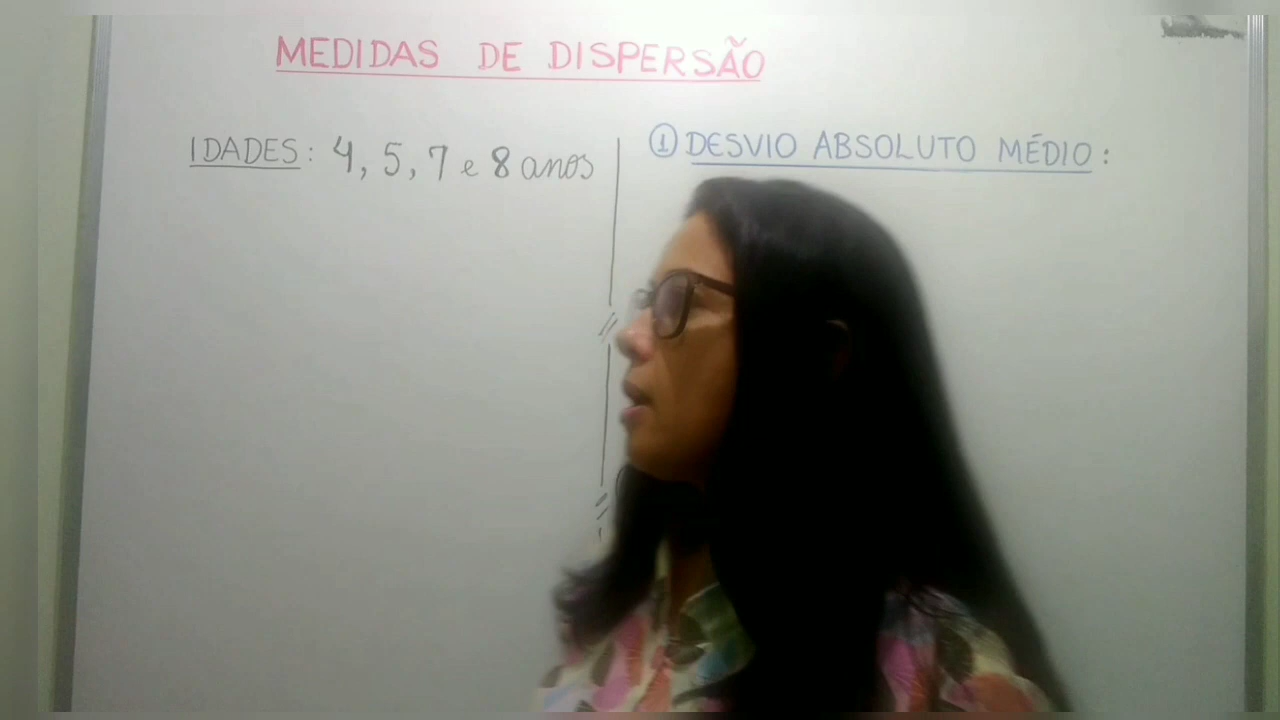 MEDIDAS DE DISPERSÃO
IDADES: 4, 5, 7 e 8 anos
① DESVIO ABSOLUTO MÉDIO: